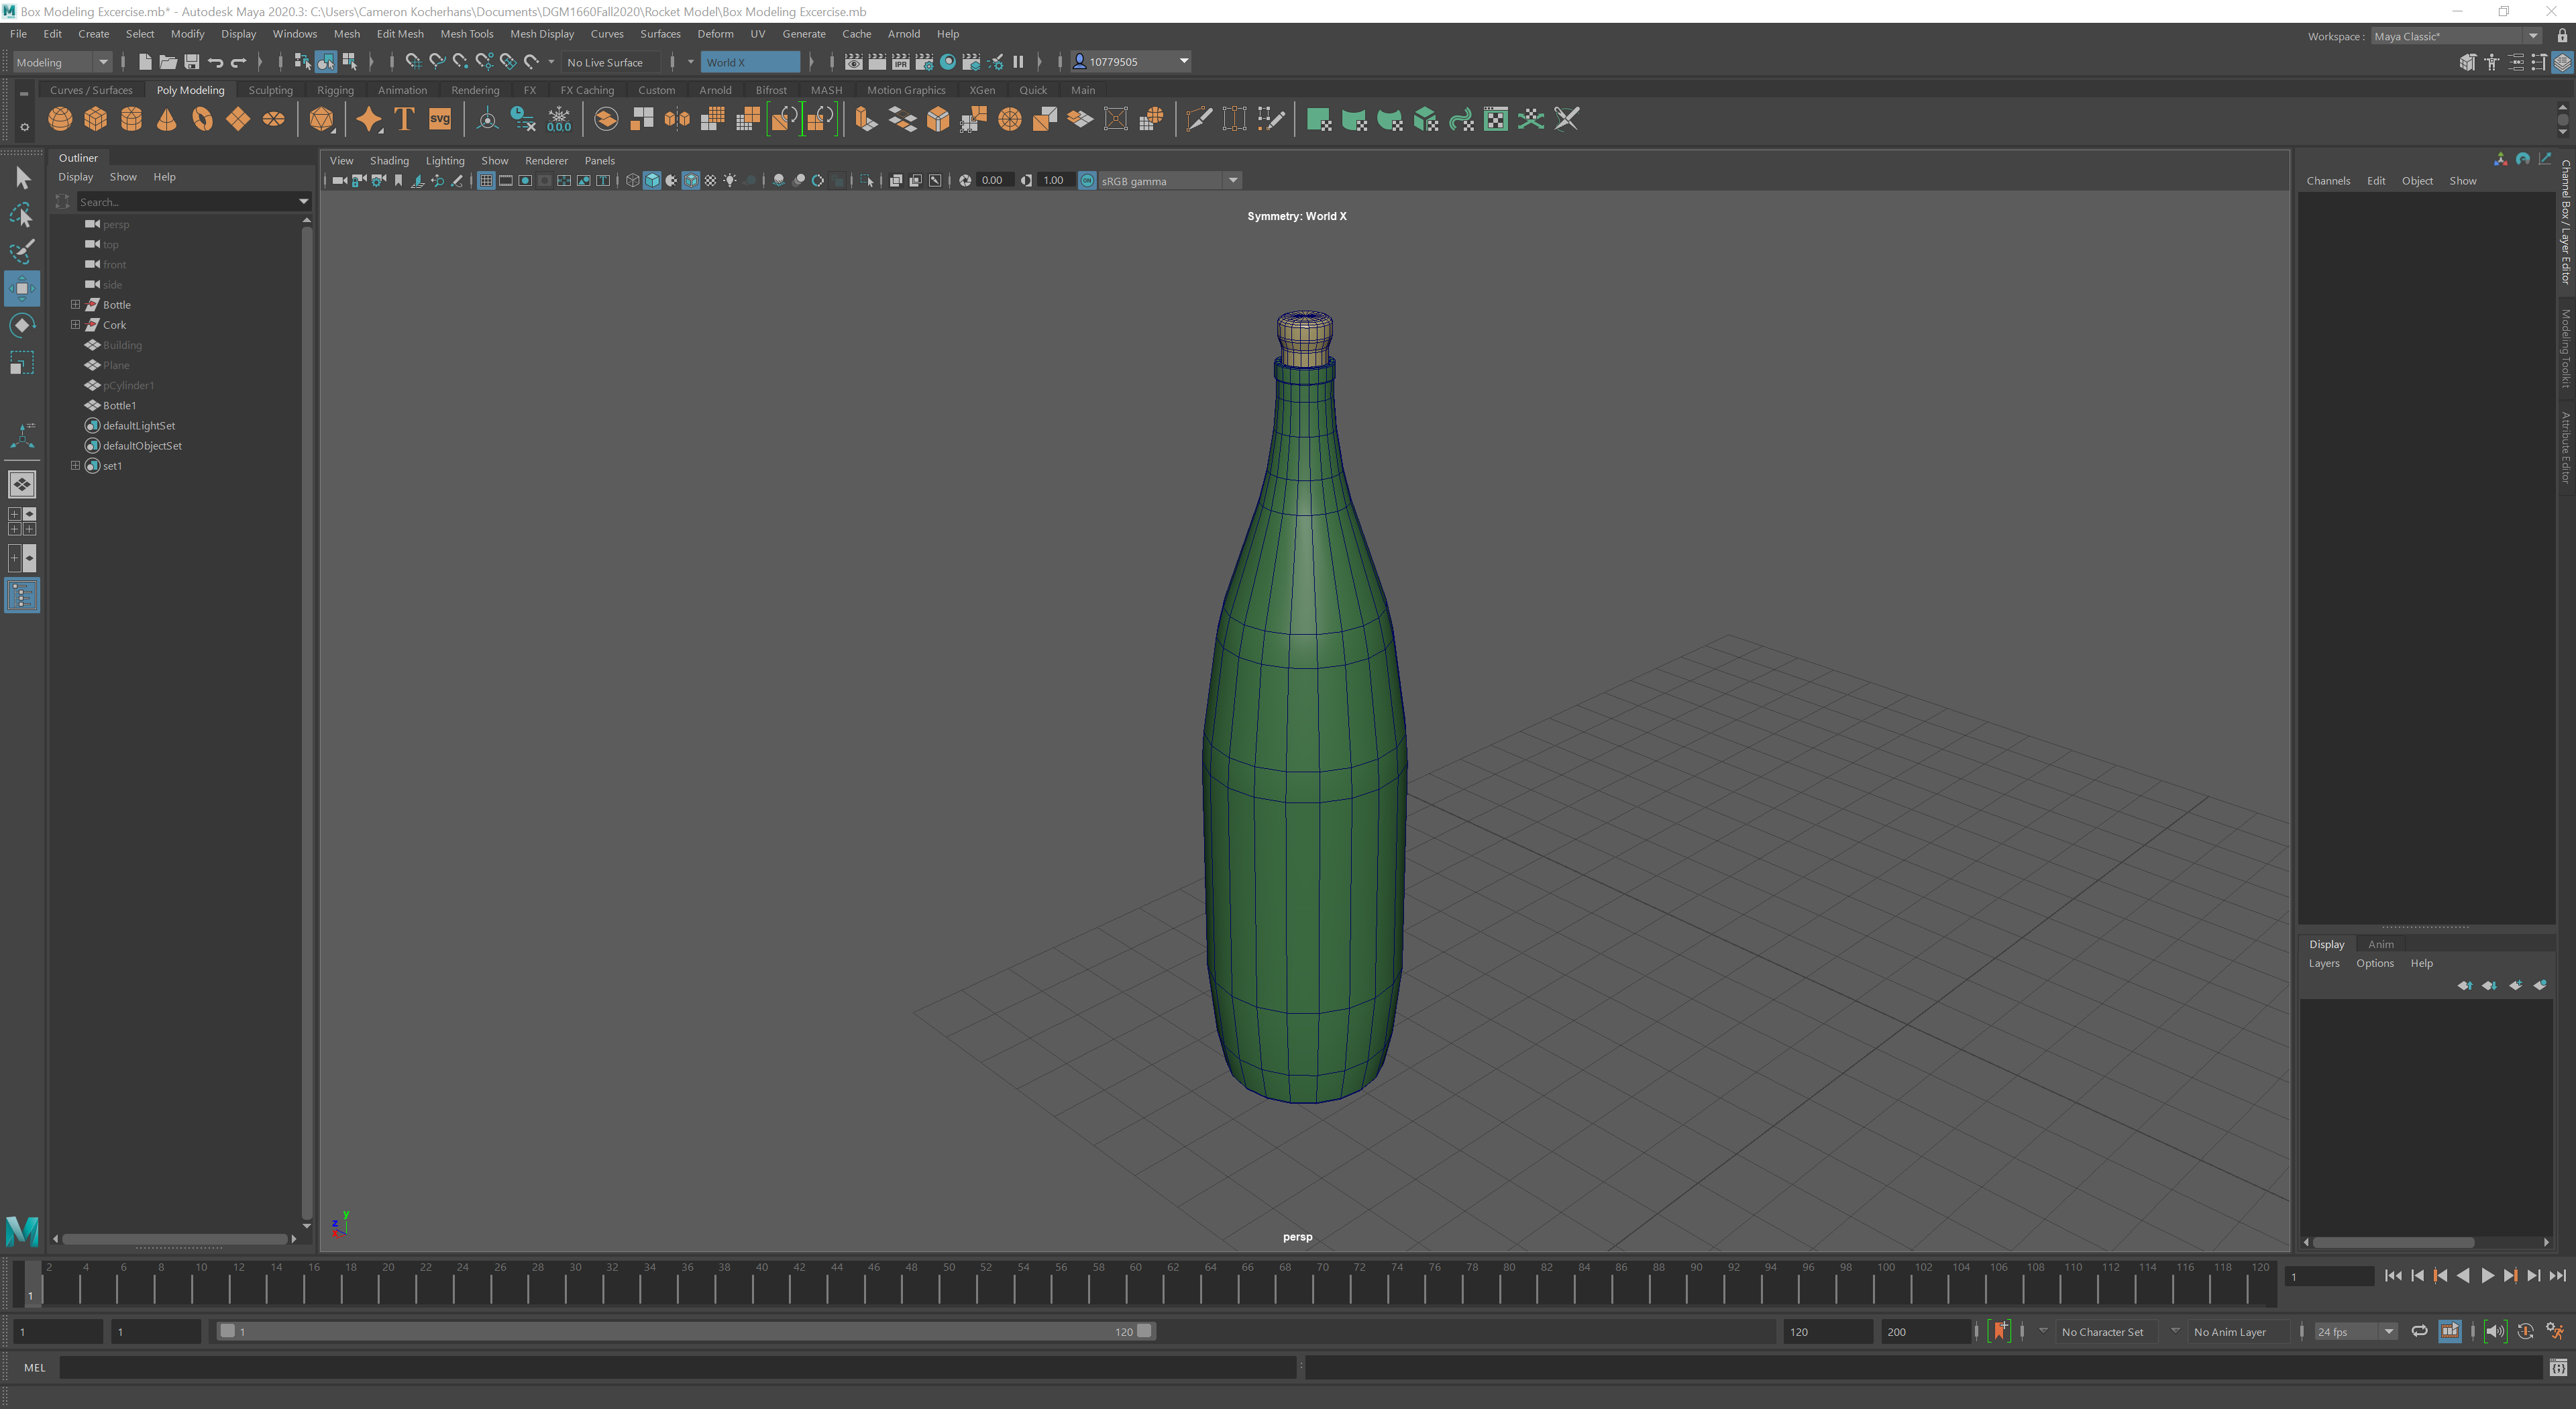 Box Modeling Excercise.mb* - Autodesk Maya 2020.3: C:\Users\Cameron Kocherhans\Documents\DGM1660Fall2020\Rocket Model\Box Modeling Excercise.mb
File Edit Create Select Modify Display Windows Mesh Edit Mesh Mesh Tools Mesh Display Curves Surfaces Deform UV Generate Cache Arnold Help
Workspace : Maya Classic*
Modeling No Live Surface World X IPR 10779505
Curves / Surfaces Poly Modeling Sculpting Rigging Animation Rendering FX FX Caching Custom Arnold Bifrost MASH Motion Graphics XGen Quick Main
T SVG 0,0,0
Outliner
Display Show Help
Search...
persp
top
front
side
Bottle
Cork
Building
Plane
pCylinder1
Bottle1
defaultLightSet
defaultObjectSet
set1
View Shading Lighting Show Renderer Panels
0.00 1.00 ON sRGB gamma
Symmetry: World X
y
z
x
persp
Channels Edit Object Show
Channel Box / Layer Editor
Modeling Toolkit
Attribute Editor
Display Anim
Layers Options Help
2 4 6 8 10 12 14 16 18 20 22 24 26 28 30 32 34 36 38 40 42 44 46 48 50 52 54 56 58 60 62 64 66 68 70 72 74 76 78 80 82 84 86 88 90 92 94 96 98 100 102 104 106 108 110 112 114 116 118 120
1
1
1 1 1 120 120 200 No Character Set No Anim Layer 24 fps
MEL